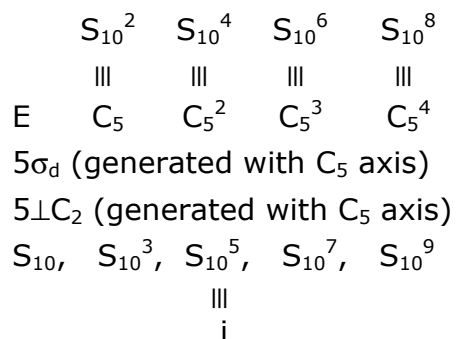 S₁₀² S₁₀⁴ S₁₀⁶ S₁₀⁸
≡ ≡ ≡ ≡
E C₅ C₅² C₅³ C₅⁴
5σd (generated with C₅ axis)
5⊥C₂ (generated with C₅ axis)
S₁₀, S₁₀³, S₁₀⁵, S₁₀⁷, S₁₀⁹
≡
i